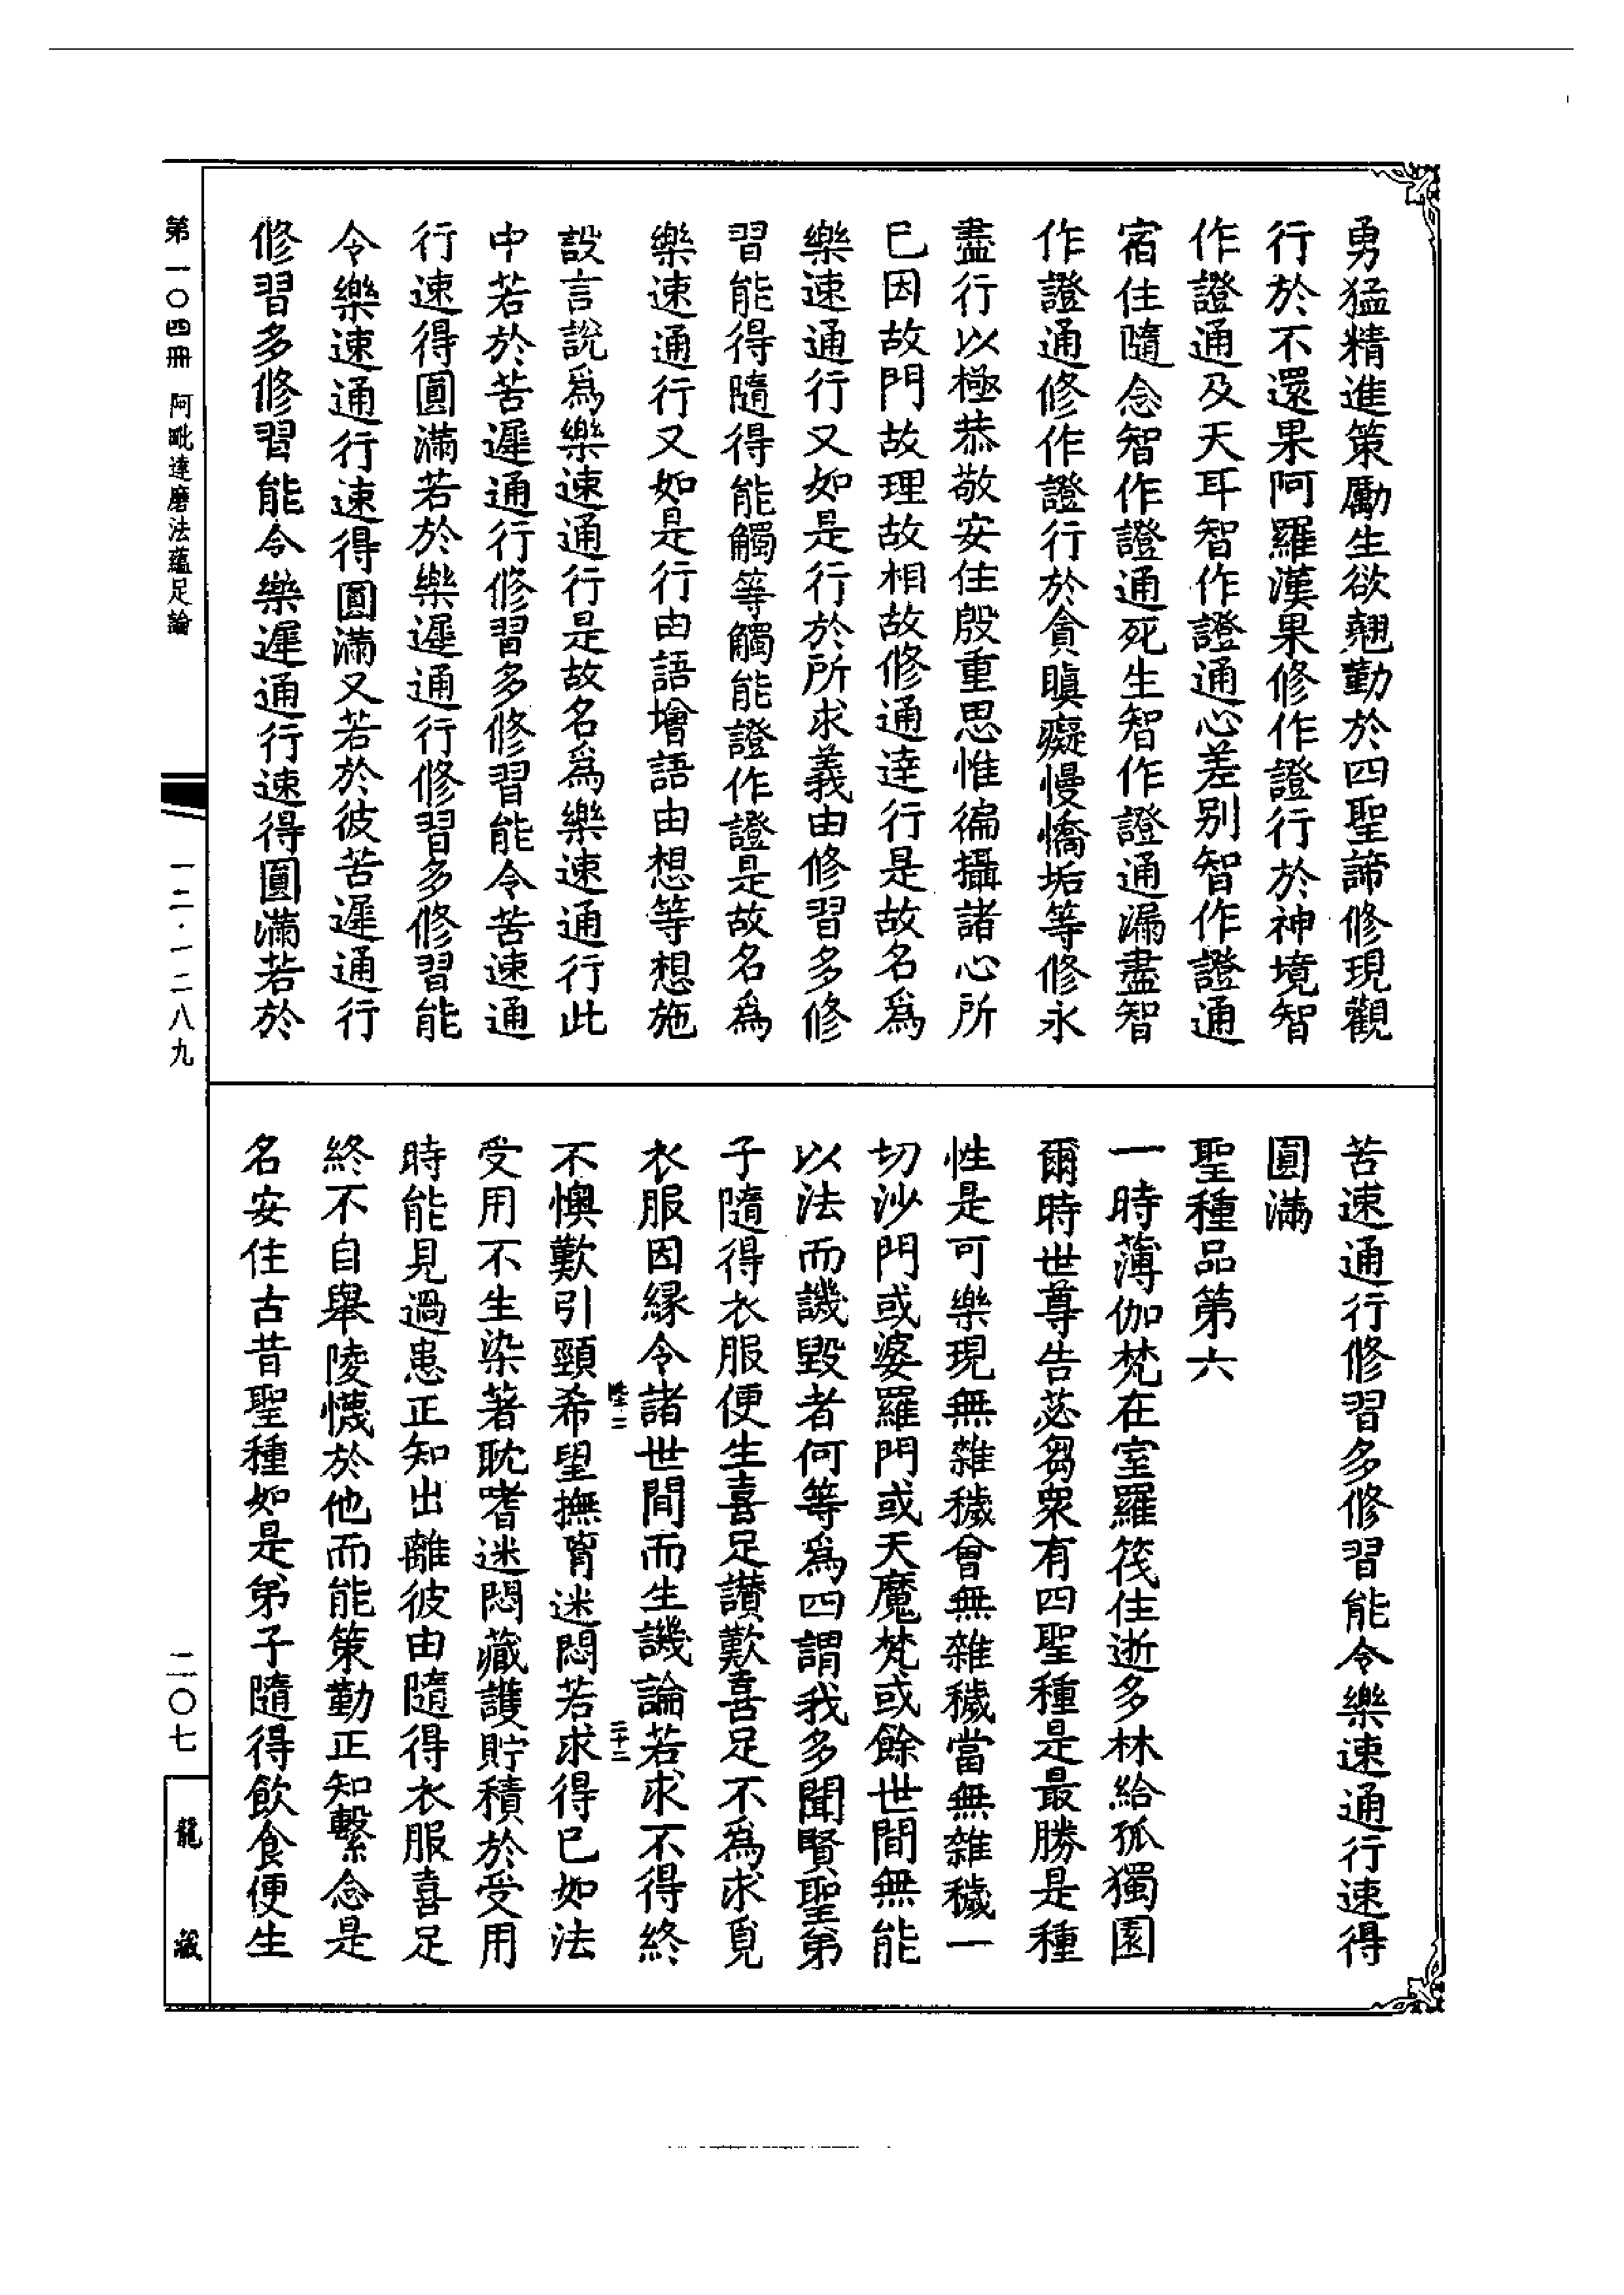 勇猛精進策勵生欲翹勤於四聖諦修現觀
行於不還果阿羅漢果修作證行於神境智
作證通及天耳智作證通心差别智作證通
宿住隨念智作證通死生智作證通漏盡智
作證通修作證行於貪瞋癡慢憍垢等修永
盡行以極恭敬安住殷重思惟徧攝諸心所
已因故門故理故相故修通達行是故名爲
樂速通行又如是行於所求義由修習多修
習能得隨得能觸等觸能證作證是故名爲
樂速通行又如是行由語增語由想等想施
設言說爲樂速通行是故名爲樂速通行此
中若於苦遲通行修習多修習能令苦速通
行速得圓滿若於樂遲通行修習多修習能
令樂速通行速得圓滿又若於彼苦遲通行
修習多修習能令樂遲通行速得圓滿若於
苦速通行修習多修習能令樂速通行速得
圓滿
聖種品第六
一時薄伽梵在室羅筏住逝多林給孤獨園
爾時世尊告苾芻衆有四聖種是最勝是種
性是可樂現無雜穢曾無雜穢當無雜穢一
切沙門或婆羅門或天魔梵或餘世間無能
以法而譏毀者何等爲四謂我多聞賢聖弟
子隨得衣服便生喜足讚歎喜足不爲求覓
衣服因緣令諸世間而生譏論若求不得終
不懊歎引頸希望撫胷迷悶若求得已如法
受用不生染著耽嗜迷悶藏護貯積於受用
時能見過患正知出離彼由隨得衣服喜足
終不自舉陵懱於他而能策勤正知繫念是
名安住古昔聖種如是弟子隨得飲食便生
陸二
三十二
第一〇四冊 阿毗達磨法蘊足論
一二·一二八九
二〇七
龍藏